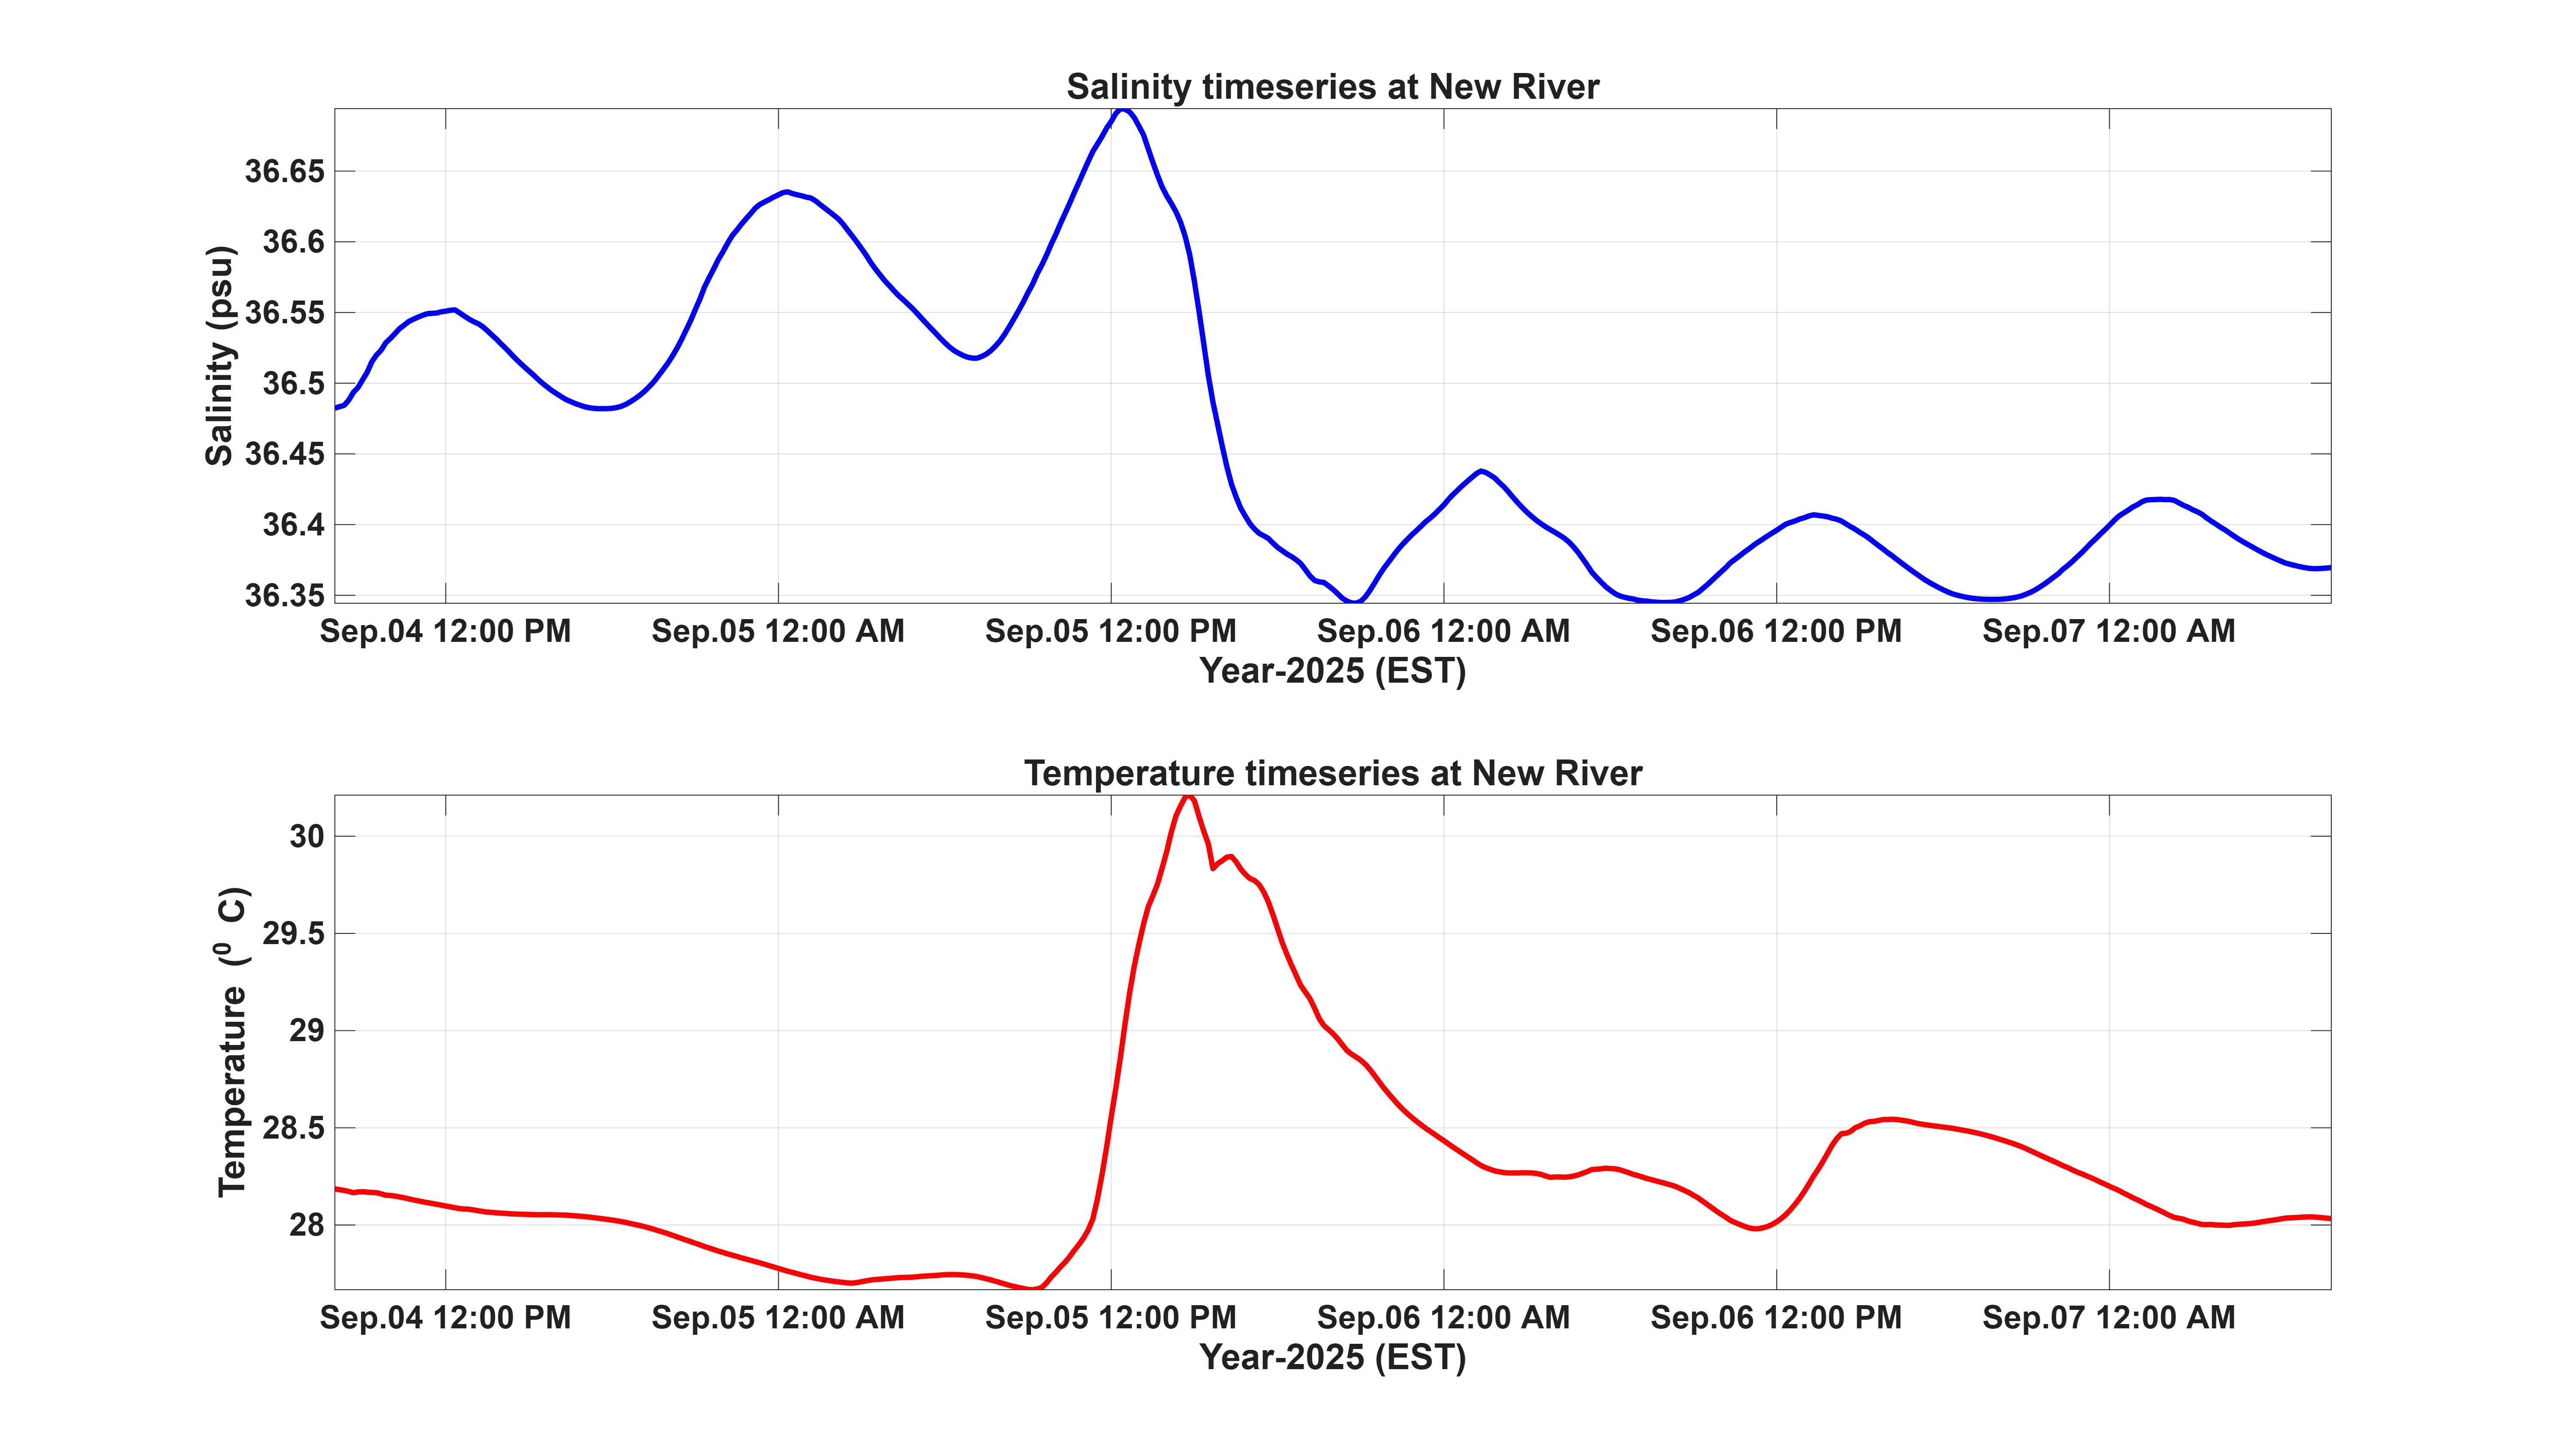 Salinity timeseries at New River
Salinity (psu)
36.65
36.6
36.55
36.5
36.45
36.4
36.35
Sep.04 12:00 PM Sep.05 12:00 AM Sep.05 12:00 PM Sep.06 12:00 AM Sep.06 12:00 PM Sep.07 12:00 AM
Year-2025 (EST)
Temperature timeseries at New River
Temperature (⁰ C)
30
29.5
29
28.5
28
Sep.04 12:00 PM Sep.05 12:00 AM Sep.05 12:00 PM Sep.06 12:00 AM Sep.06 12:00 PM Sep.07 12:00 AM
Year-2025 (EST)